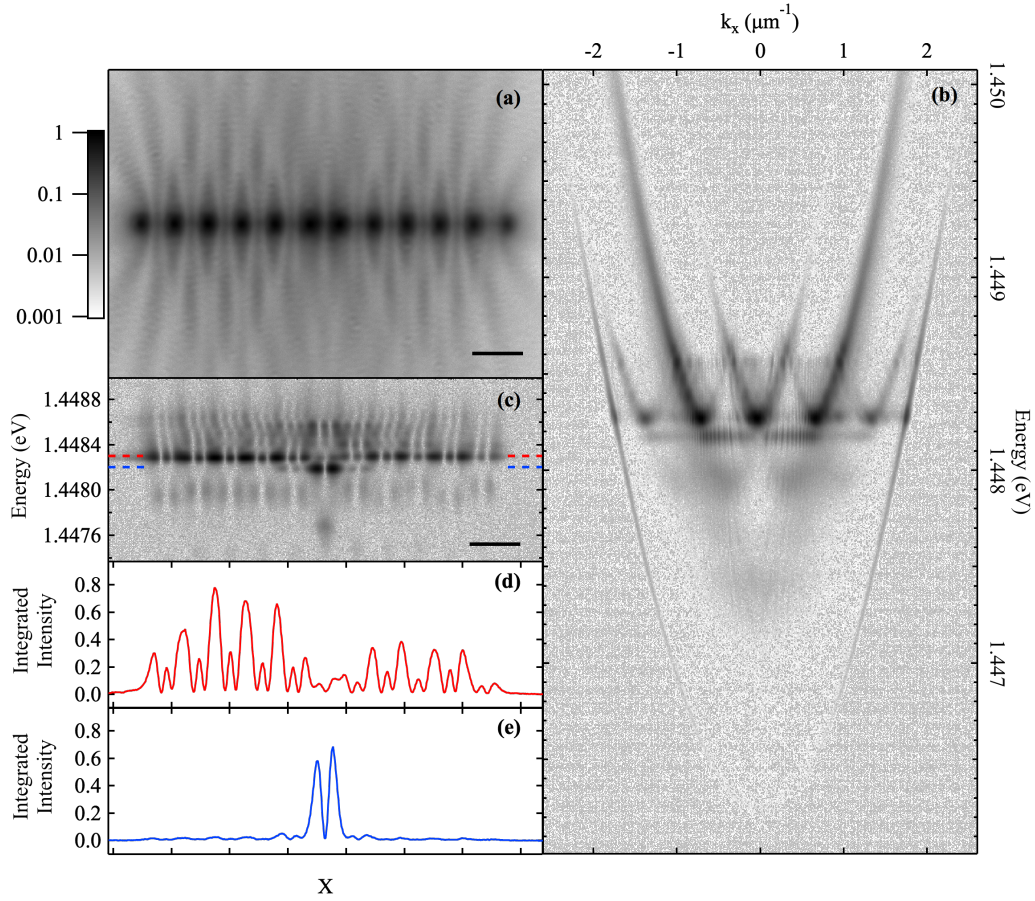 kx (μm-1)
-2 -1 0 1 2
(a)
1
0.1
0.01
0.001
(b)
1.450
1.449
1.448
1.447
Energy (eV)
(c)
1.4488
1.4484
1.4480
1.4476
Energy (eV)
(d)
0.8
0.6
0.4
0.2
0.0
Integrated
Intensity
(e)
0.8
0.6
0.4
0.2
0.0
Integrated
Intensity
X